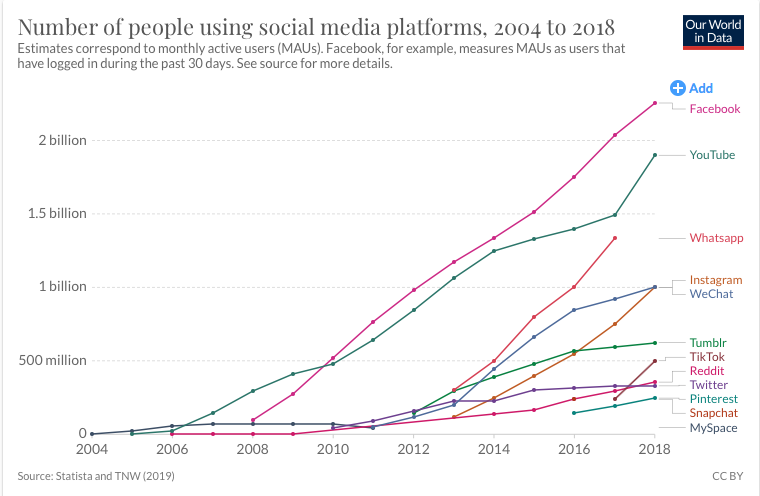 Number of people using social media platforms, 2004 to 2018
Our World
in Data
Estimates correspond to monthly active users (MAUs). Facebook, for example, measures MAUs as users that
have logged in during the past 30 days. See source for more details.
Add
Facebook
2 billion
YouTube
1.5 billion
Whatsapp
Instagram
1 billion
WeChat
Tumblr
500 million
TikTok
Reddit
Twitter
Pinterest
Snapchat
MySpace
0
2004 2006 2008 2010 2012 2014 2016 2018
Source: Statista and TNW (2019)
CC BY